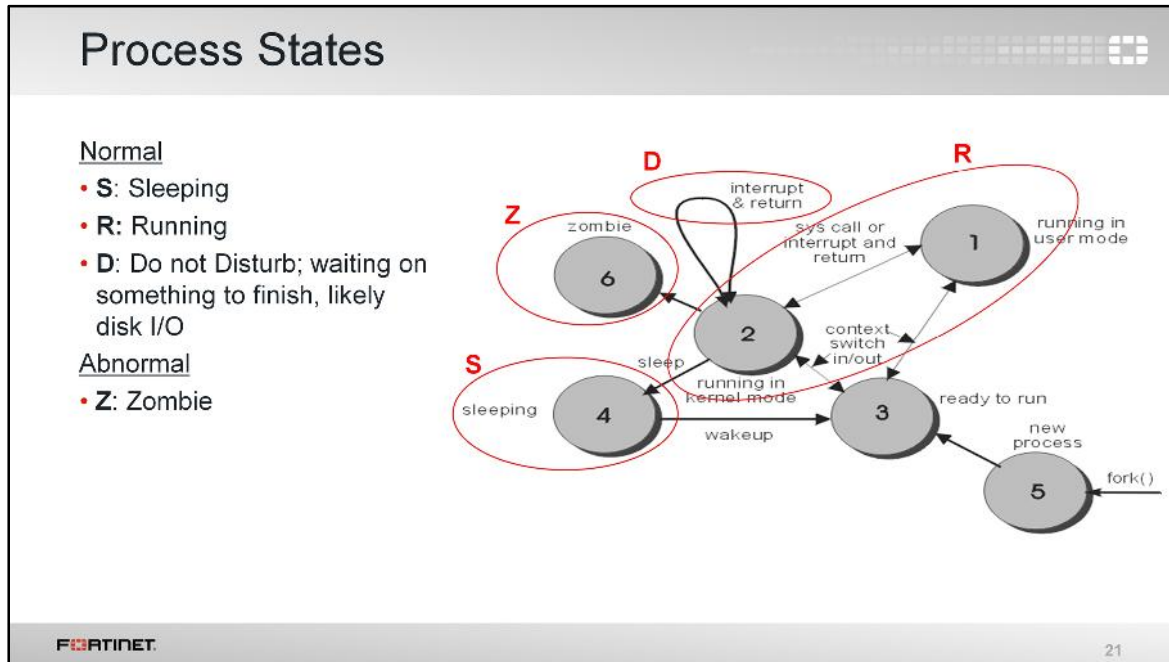 Process States
Normal
• S: Sleeping
• R: Running
• D: Do not Disturb; waiting on
something to finish, likely
disk I/O
Abnormal
• Z: Zombie
D
R
interrupt
& return
Z
zombie
sys call or
interrupt and
return
1
running in
user mode
6
2
context
switch
in/out
S
sleep
running in
kernel mode
sleeping
4
wakeup
3
ready to run
new
process
5
fork()
FORTINET
21